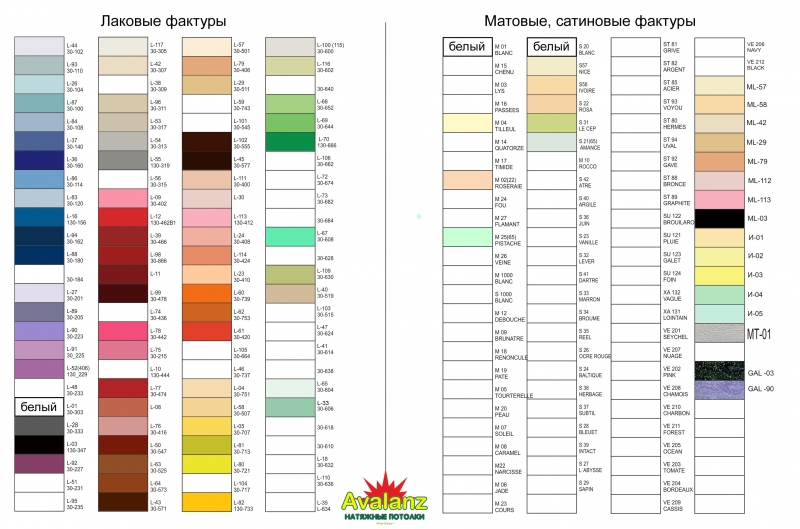 Лаковые фактуры
L-44
30-102
L-93
30-110
L-26
30-104
L-87
30-100
L-84
30-108
L-37
30-140
L-36
30-160
L-86
30-114
L-83
30-120
L-16
130-156
L-94
30-162
L-88
30-180
30-184
L-27
30-201
L-89
30-205
L-90
30-223
L-91
30_225
L-52(406)
130_229
L-48
30-233
белый
L-01
30-303
L-28
30-333
L-03
130-347
L-92
30-227
L-51
30-231
L-95
30-235
L-117
30-305
L-42
30-307
L-38
30-309
L-96
30-311
L-53
30-317
L-54
30-313
L-55
130-319
L-56
30-315
L-09
30-402
L-12
130-462B1
L-39
30-466
L-98
30-466
L-11
L-99
30-476
L-74
30-436
L-78
30-442
L-75
30-215
L-10
130-444
L-77
30-474
L-08
L-76
30-416
L-50
30-547
L-63
30-525
L-64
30-523
L-43
30-571
L-57
30-501
L-79
30-406
L-29
30-511
L-59
30-743
L-101
30-545
L-102
30-555
L-45
30-577
L-111
30-400
L-30
L-113
130-412
L-24
30-408
L-114
30-424
L-23
30-410
L-60
30-739
L-62
30-753
L-61
30-420
L-105
30-664
L-46
30-737
L-04
30-751
L-58
30-507
L-05
30-707
L-81
30-713
L-80
30-721
L-104
30-717
L-82
130-733
L-100 (115)
30-600
L-116
30-602
30-640
L-68
30-652
L-69
30-644
L-70
130-666
L-106
30-662
L-72
30-674
L-73
30-682
30-684
L-67
30-608
30-628
L-109
30-630
L-40
30-519
L-103
30-515
L-47
30-624
L-41
30-614
L-34
30-638
L-65
30-604
L-33
30-606
30-618
30-610
L-18
30-632
L-110
30-636
L-35
L-634
Матовые, сатиновые фактуры
белый
M 01
BLANC
M 15
CHENU
M 03
LYS
M 16
PASSEES
M 04
TILLEUL
M 14
QUATORZE
M 17
TIMIDE
M 02(22)
ROSERAIE
M 24
FOU
M 27
FLAMANT
M 25(65)
PISTACHE
M 26
VEINE
M 1000
BLANC
S 1000
BLANC
M 12
DEBOUCHE
M 09
BRUNATRE
M 18
RENONCULE
M 19
PATE
M 05
TOURTERELLE
M 20
PEAU
M 07
SOLEIL
M 08
CARAMEL
M22
NARCISSE
M 06
JADE
M 23
COURS
белый
S 20
BLANC
S57
NICE
S58
IVOIRE
S 22
ROSA
S 31
LE CEP
S 21(65)
AMANDE
M 10
ROCCO
S 42
ATRE
S 40
ARGILE
S 36
JUIN
S 23
VANILLE
S 32
LEVER
S 41
DARTRE
S 33
MARRON
S 34
BROUME
S 35
REEL
S 26
OCRE ROUGE
S 24
BALTIQUE
S 38
HERBAGE
S 37
SUBTIL
S 28
BLEUET
S 39
INTACT
S 27
L'ABYSSE
S 29
SAPIN
ST 81
GRIVE
ST 82
ARGENT
ST 85
ACIER
ST 93
VOYOU
ST 80
HERMES
ST 94
UVAL
ST 92
GAVE
ST 88
BRONCE
ST 89
GRAPHITE
SU 122
BROUILARD
SU 121
PLUIE
SU 123
GALET
SU 124
FOIN
XA 132
VAGUE
XA 131
LOINTAIN
VE 201
SEYCHEL
VE 207
NUAGE
VE 202
PINK
VE 208
CHAMOIS
VE 210
CHARBON
VE 211
FOREST
VE 205
OCEAN
VE 203
TOMATE
VE 204
BORDEAUX
VE 209
CASSIS
VE 206
NAVY
VE 212
BLACK
ML-57
ML-58
ML-42
ML-29
ML-79
ML-112
ML-113
ML-03
И-01
И-02
И-03
И-04
И-05
MT-01
GAL -03
GAL -90
Avalanz
НАТЯЖНЫЕ ПОТОЛКИ